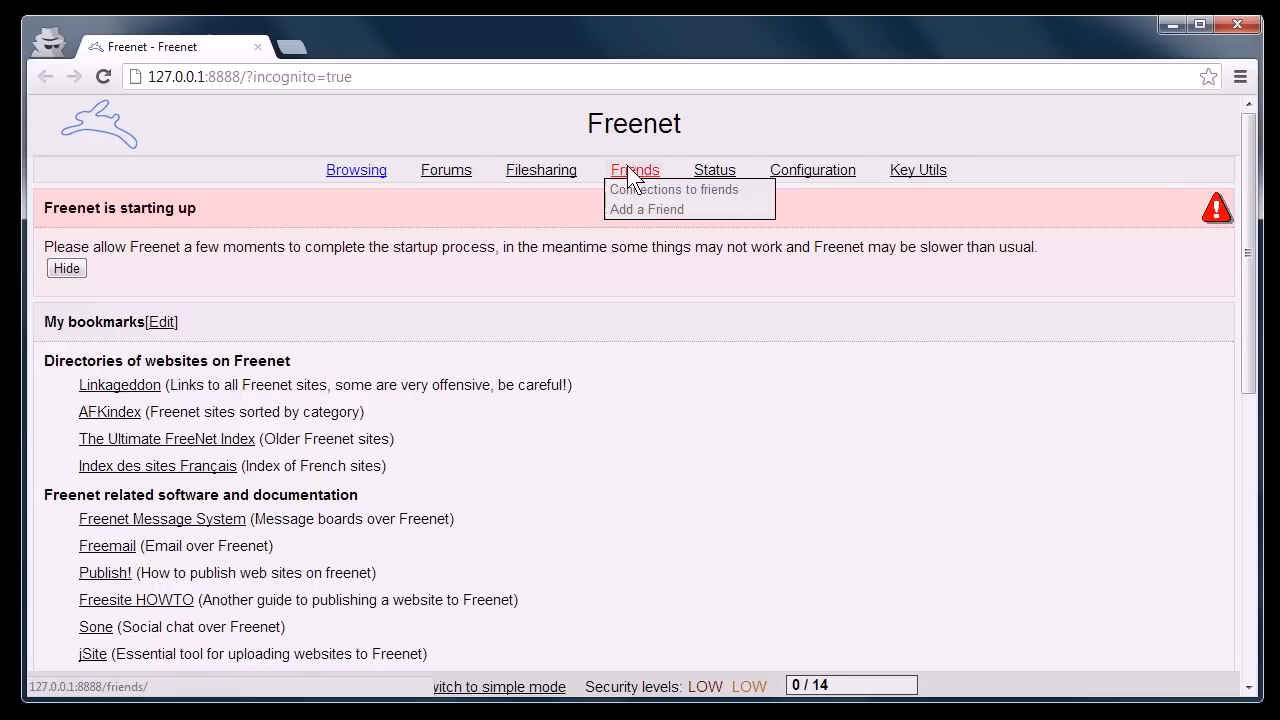 Freenet - Freenet
127.0.0.1:8888/?incognito=true
Freenet
Browsing Forums Filesharing Friends Status Configuration Key Utils
Connections to friends
Add a Friend
Freenet is starting up
Please allow Freenet a few moments to complete the startup process, in the meantime some things may not work and Freenet may be slower than usual.
Hide
My bookmarks[Edit]
Directories of websites on Freenet
Linkageddon (Links to all Freenet sites, some are very offensive, be careful!)
AFKindex (Freenet sites sorted by category)
The Ultimate FreeNet Index (Older Freenet sites)
Index des sites Français (Index of French sites)
Freenet related software and documentation
Freenet Message System (Message boards over Freenet)
Freemail (Email over Freenet)
Publish! (How to publish web sites on freenet)
Freesite HOWTO (Another guide to publishing a website to Freenet)
Sone (Social chat over Freenet)
jSite (Essential tool for uploading websites to Freenet)
127.0.0.1:8888/friends/ witch to simple mode Security levels: LOW LOW 0 / 14